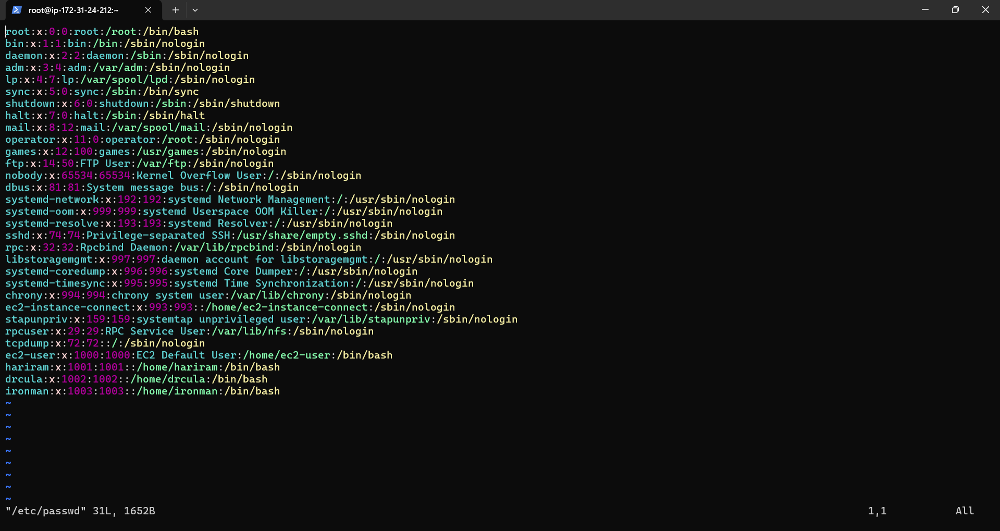 root@ip-172-31-24-212:~
root:x:0:0:root:/root:/bin/bash
bin:x:1:1:bin:/bin:/sbin/nologin
daemon:x:2:2:daemon:/sbin:/sbin/nologin
adm:x:3:4:adm:/var/adm:/sbin/nologin
lp:x:4:7:lp:/var/spool/lpd:/sbin/nologin
sync:x:5:0:sync:/sbin:/bin/sync
shutdown:x:6:0:shutdown:/sbin:/sbin/shutdown
halt:x:7:0:halt:/sbin:/sbin/halt
mail:x:8:12:mail:/var/spool/mail:/sbin/nologin
operator:x:11:0:operator:/root:/sbin/nologin
games:x:12:100:games:/usr/games:/sbin/nologin
ftp:x:14:50:FTP User:/var/ftp:/sbin/nologin
nobody:x:65534:65534:Kernel Overflow User:/:/sbin/nologin
dbus:x:81:81:System message bus:/:/sbin/nologin
systemd-network:x:192:192:systemd Network Management:/:/usr/sbin/nologin
systemd-oom:x:999:999:systemd Userspace OOM Killer:/:/usr/sbin/nologin
systemd-resolve:x:193:193:systemd Resolver:/:/usr/sbin/nologin
sshd:x:74:74:Privilege-separated SSH:/usr/share/empty.sshd:/sbin/nologin
rpc:x:32:32:Rpcbind Daemon:/var/lib/rpcbind:/sbin/nologin
libstoragemgmt:x:997:997:daemon account for libstoragemgmt:/:/usr/sbin/nologin
systemd-coredump:x:996:996:systemd Core Dumper:/:/usr/sbin/nologin
systemd-timesync:x:995:995:systemd Time Synchronization:/:/usr/sbin/nologin
chrony:x:994:994:chrony system user:/var/lib/chrony:/sbin/nologin
ec2-instance-connect:x:993:993::/home/ec2-instance-connect:/sbin/nologin
stapunpriv:x:159:159:systemtap unprivileged user:/var/lib/stapunpriv:/sbin/nologin
rpcuser:x:29:29:RPC Service User:/var/lib/nfs:/sbin/nologin
tcpdump:x:72:72::/:/sbin/nologin
ec2-user:x:1000:1000:EC2 Default User:/home/ec2-user:/bin/bash
hariram:x:1001:1001::/home/hariram:/bin/bash
drcula:x:1002:1002::/home/drcula:/bin/bash
ironman:x:1003:1003::/home/ironman:/bin/bash
~
~
~
~
~
~
~
~
~
"/etc/passwd" 31L, 1652B 1,1 All